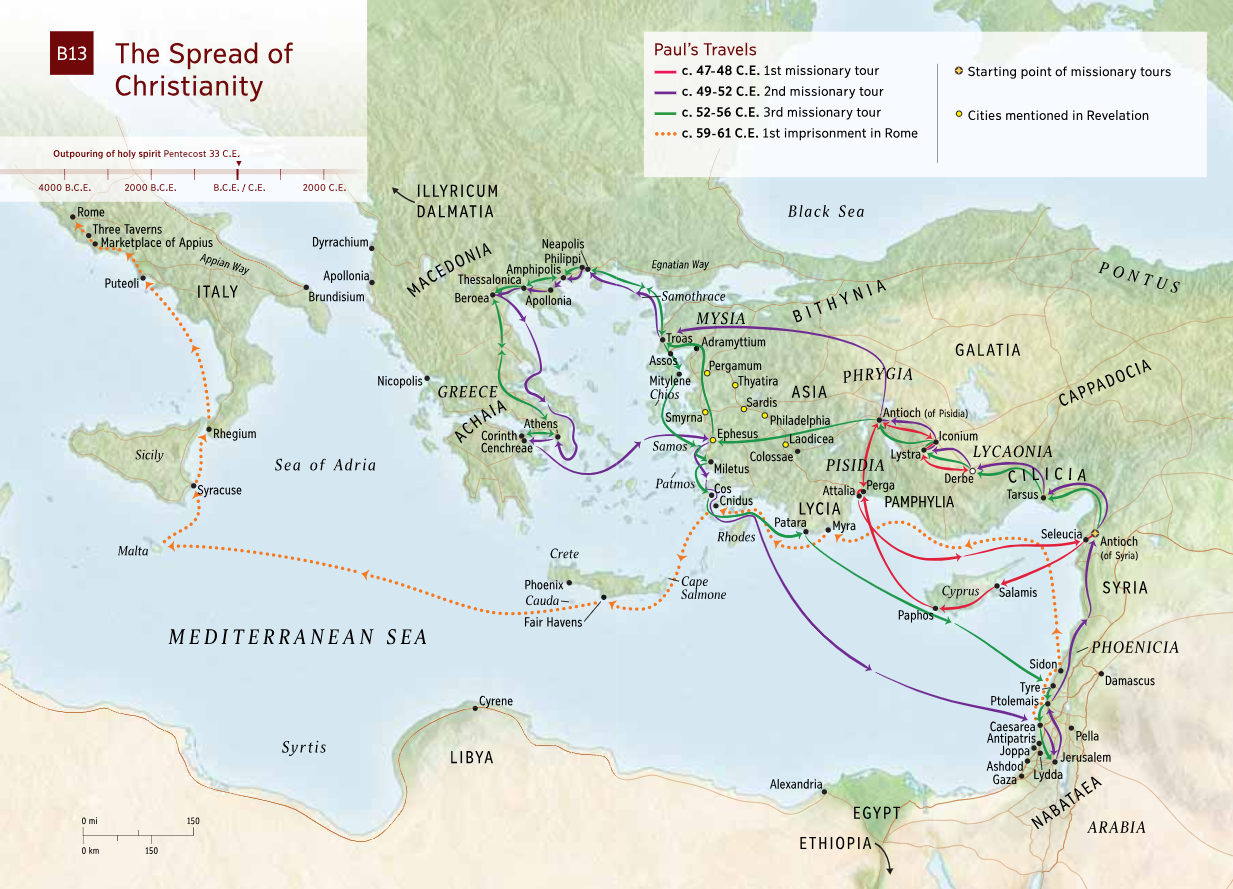 B13
The Spread of
Christianity
Outpouring of holy spirit Pentecost 33 C.E.
4000 B.C.E.
2000 B.C.E.
B.C.E. / C.E.
2000 C.E.
Paul's Travels
c. 47-48 C.E. 1st missionary tour
c. 49-52 C.E. 2nd missionary tour
c. 52-56 C.E. 3rd missionary tour
c. 59-61 C.E. 1st imprisonment in Rome
Starting point of missionary tours
Cities mentioned in Revelation
ILLYRICUM
DALMATIA
Black Sea
Rome
Three Taverns
Marketplace of Appius
Appian Way
Puteoli
ITALY
Brundisium
Dyrrachium
Apollonia
MACEDONIA
Neapolis
Philippi
Amphipolis
Thessalonica
Beroea
Apollonia
Egnatian Way
Samothrace
MYSIA
BITHYNIA
PONTUS
Troas
Adramyttium
Assos
Pergamum
Mitylene
Thyatira
Chios
ASIA
PHRYGIA
GALATIA
CAPPADOCIA
Nicopolis
GREECE
ACHAIA
Athens
Corinth
Cenchreae
Smyrna
Sardis
Philadelphia
Antioch (of Pisidia)
Ephesus
Laodicea
Iconium
Samos
Colossae
Lystra
LYCAONIA
Miletus
PISIDIA
Derbe
CILICIA
Patmos
Cos
Attalia
Perga
Tarsus
Cnidus
LYCIA
PAMPHYLIA
Rhodes
Patara
Myra
Seleucia
Antioch
(of Syria)
SYRIA
Rhegium
Sicily
Sea of Adria
Syracuse
Malta
Crete
Phoenix
Cauda
Fair Havens
Cape
Salmone
Cyprus
Salamis
Paphos
MEDITERRANEAN SEA
PHOENICIA
Sidon
Damascus
Tyre
Ptolemais
Caesarea
Antipatris
Joppa
Pella
Ashdod
Jerusalem
Gaza
Lydda
NABATAEA
ARABIA
Cyrene
Syrtis
LIBYA
Alexandria
EGYPT
ETHIOPIA
0 mi
150
0 km
150